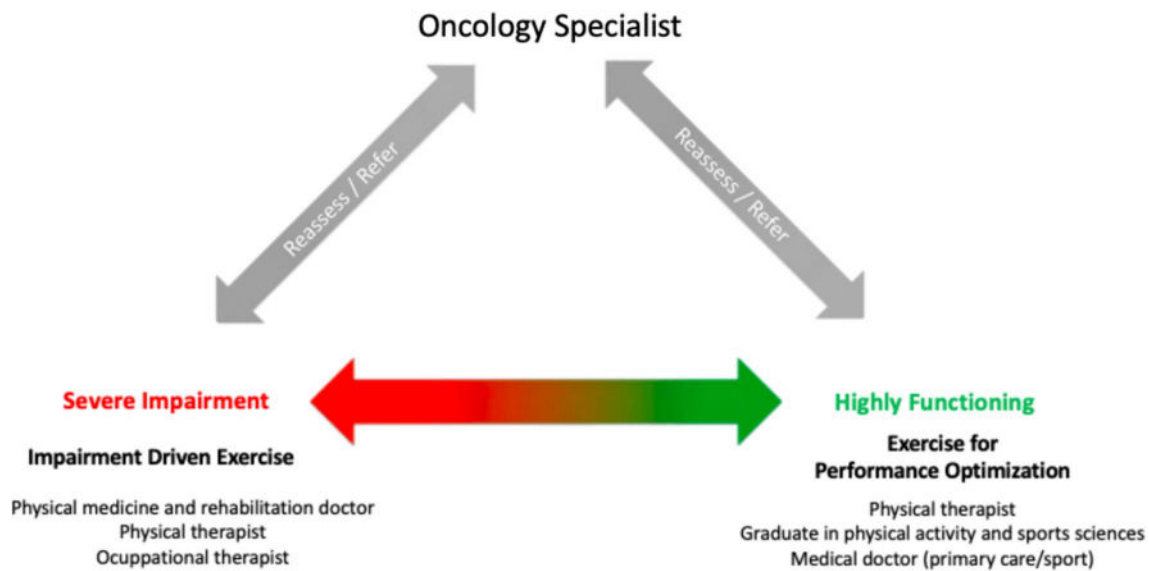 Oncology Specialist
Reassess / Refer
Reassess / Refer
Severe Impairment
Impairment Driven Exercise
Physical medicine and rehabilitation doctor
Physical therapist
Ocuppational therapist
Highly Functioning
Exercise for
Performance Optimization
Physical therapist
Graduate in physical activity and sports sciences
Medical doctor (primary care/sport)